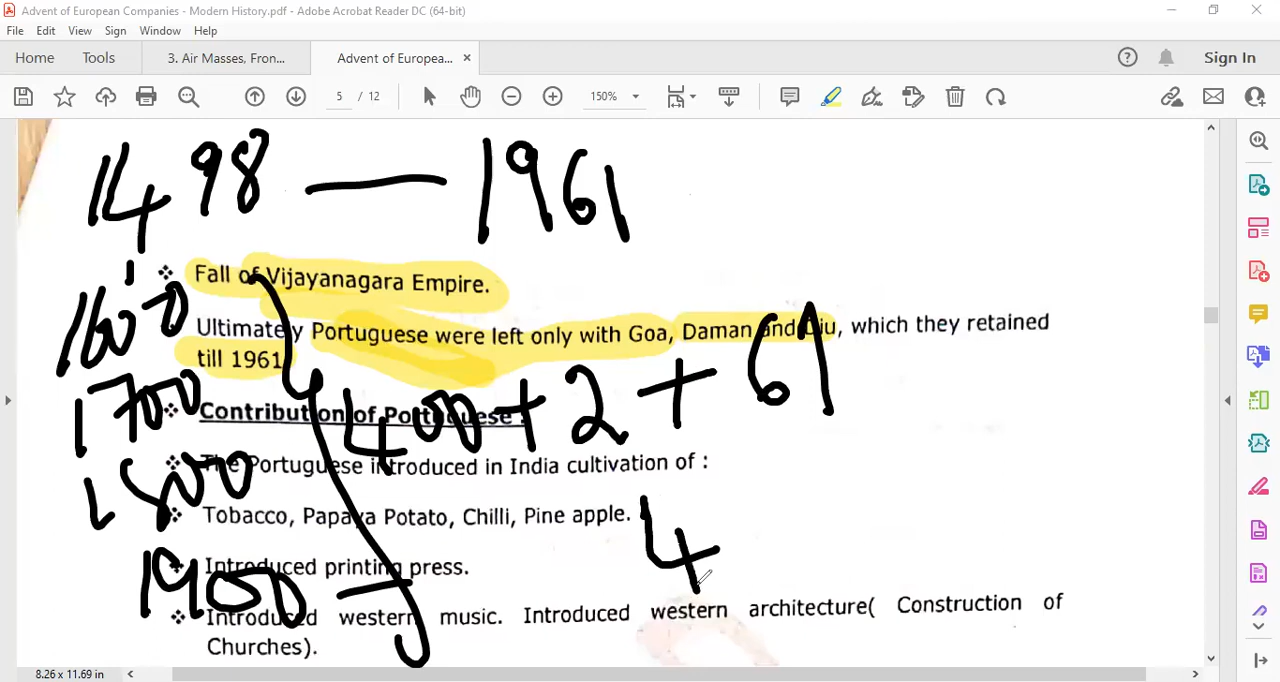 Advent of European Companies - Modern History.pdf - Adobe Acrobat Reader DC (64-bit)
File Edit View Sign Window Help
Home Tools 3. Air Masses, Fron... Advent of Europea... × Sign In
5 / 12 150%
1498 — 1961
Fall of Vijayanagara Empire.
1600
Ultimately Portuguese were left only with Goa, Daman and Diu, which they retained
till 1961
1700 400 + 2 + 61
Contribution of Portuguese :
The Portuguese introduced in India cultivation of :
1800
Tobacco, Papaya Potato, Chilli, Pine apple.
4
Introduced printing press.
1900 —
Introduced western music. Introduced western architecture( Construction of
Churches).
8.26 x 11.69 in